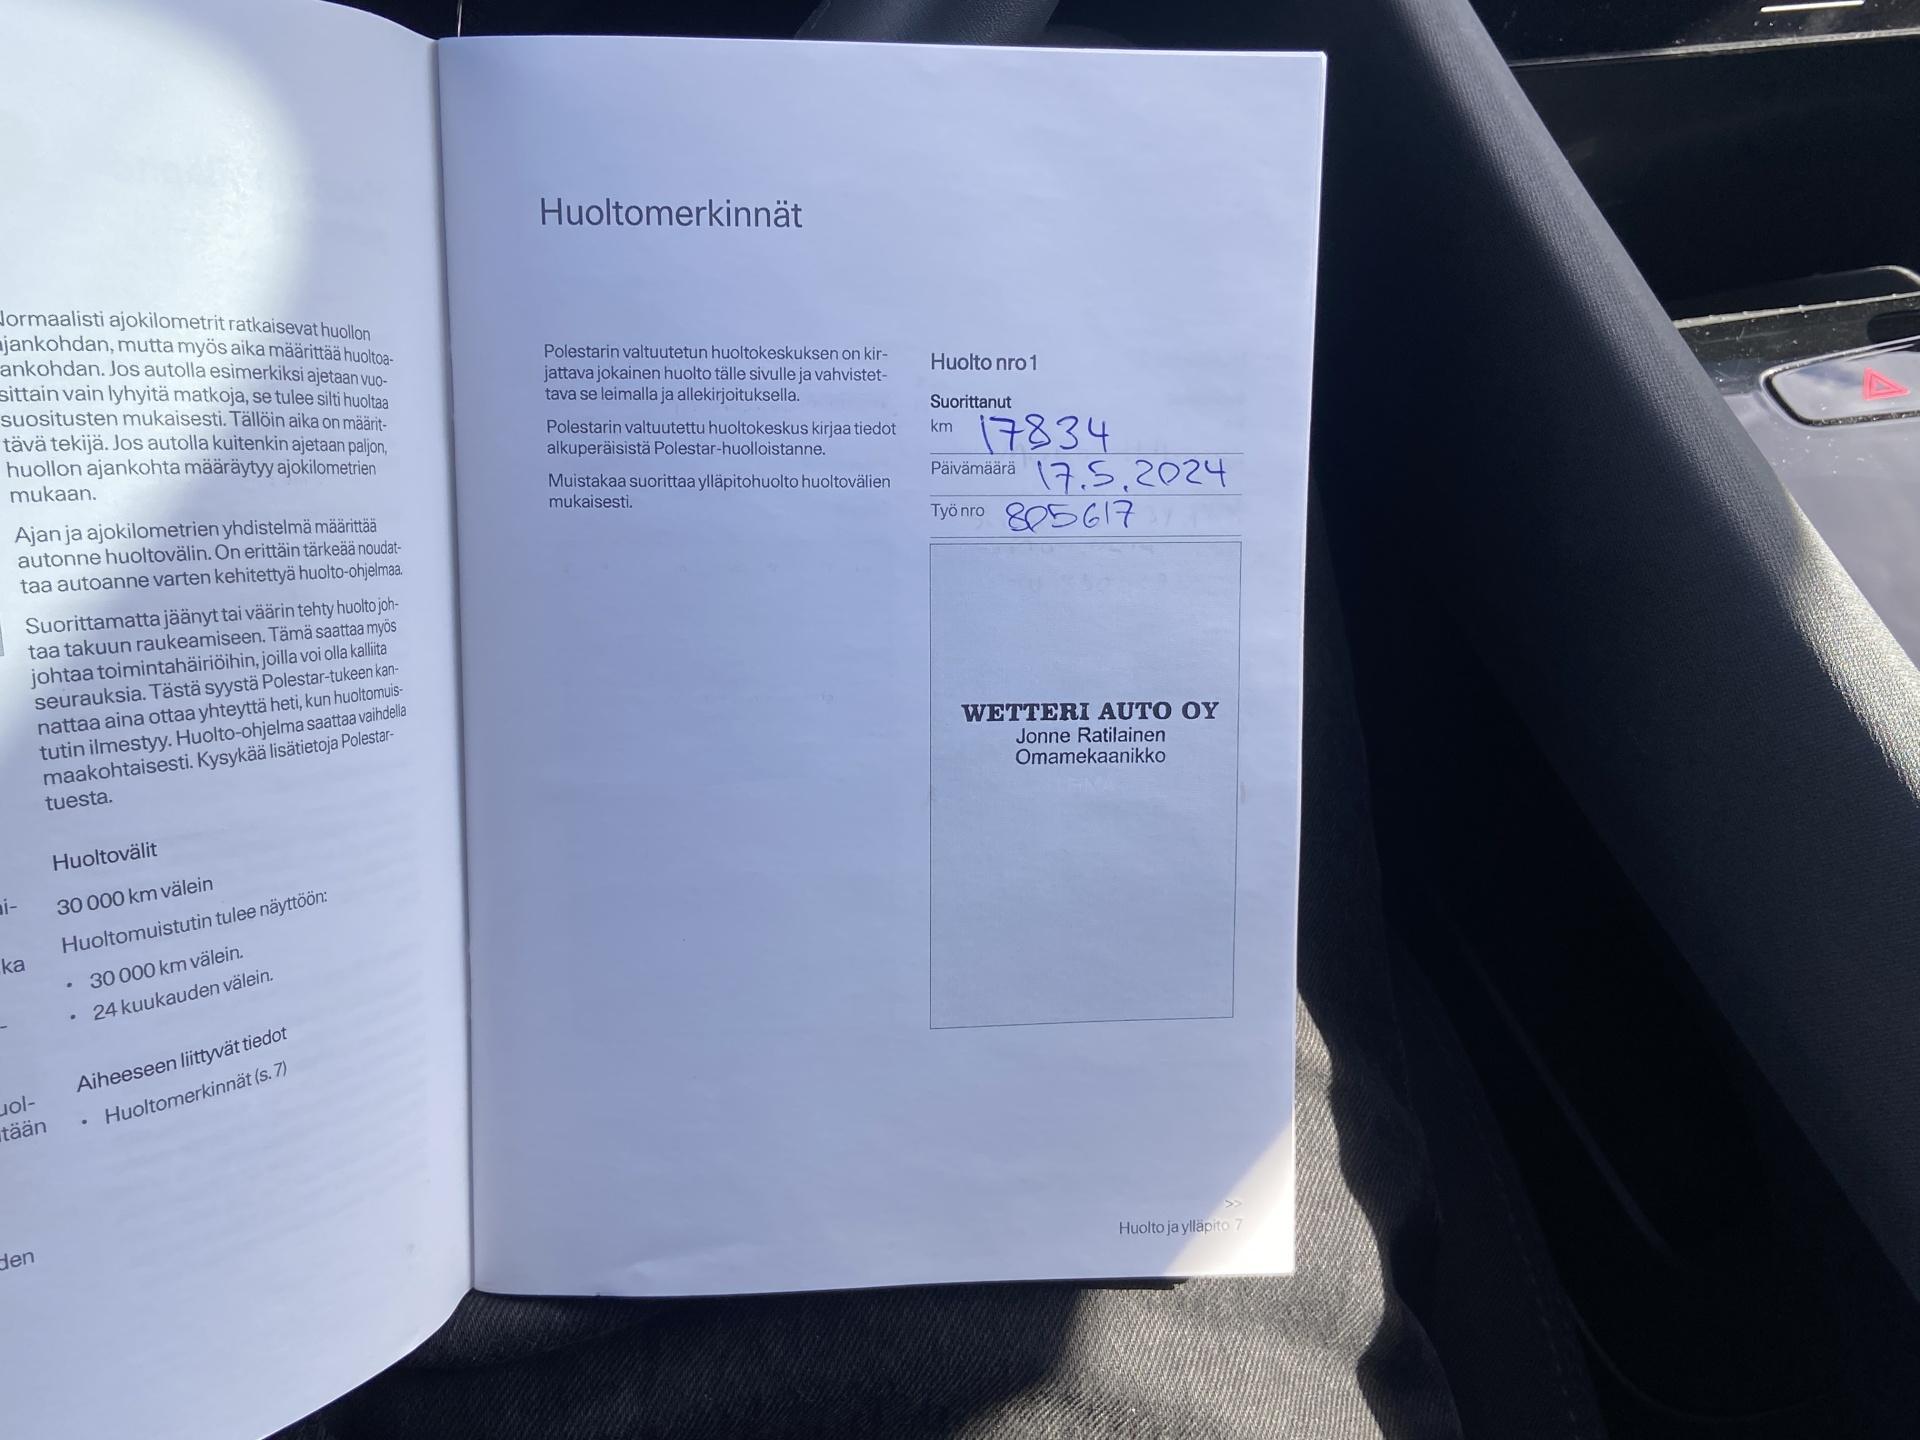 Normaalisti ajokilometrit ratkaisevat huollon
ajankohdan, mutta myös aika määrittää huoltoa-
jankohdan. Jos autolla esimerkiksi ajetaan vuo-
sittain vain lyhyitä matkoja, se tulee silti huoltaa
suositusten mukaisesti. Tällöin aika on määrit-
tävä tekijä. Jos autolla kuitenkin ajetaan paljon,
huollon ajankohta määräytyy ajokilometrien
mukaan.
Ajan ja ajokilometrien yhdistelmä määrittää
autonne huoltovälin. On erittäin tärkeää noudat-
taa autoanne varten kehitettyä huolto-ohjelmaa.
Suorittamatta jäänyt tai väärin tehty huolto joh-
taa takuun raukeamiseen. Tämä saattaa myös
johtaa toimintahäiriöihin, joilla voi olla kalliita
seurauksia. Tästä syystä Polestar-tukeen kan-
nattaa aina ottaa yhteyttä heti, kun huoltomuis-
tutin ilmestyy. Huolto-ohjelma saattaa vaihdella
maakohtaisesti. Kysykää lisätietoja Polestar-
tuesta.
Huoltovälit
30 000 km välein
Huoltomuistutin tulee näyttöön:
• 30 000 km välein.
• 24 kuukauden välein.
Aiheeseen liittyvät tiedot
• Huoltomerkinnät (s. 7)
Huoltomerkinnät
Polestarin valtuutetun huoltokeskuksen on kir-
jattava jokainen huolto tälle sivulle ja vahvistet-
tava se leimalla ja allekirjoituksella.
Polestarin valtuutettu huoltokeskus kirjaa tiedot
alkuperäisistä Polestar-huolloistanne.
Muistakaa suorittaa ylläpitohuolto huoltovälien
mukaisesti.
Huolto nro 1
Suorittanut
km 17834
Päivämäärä 17.5.2024
Työ nro 805617
WETTERI AUTO OY
Jonne Ratilainen
Omamekaanikko
>>
Huolto ja ylläpito 7